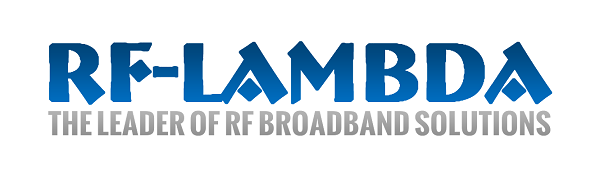 RF-LAMBDA
THE LEADER OF RF BROADBAND SOLUTIONS